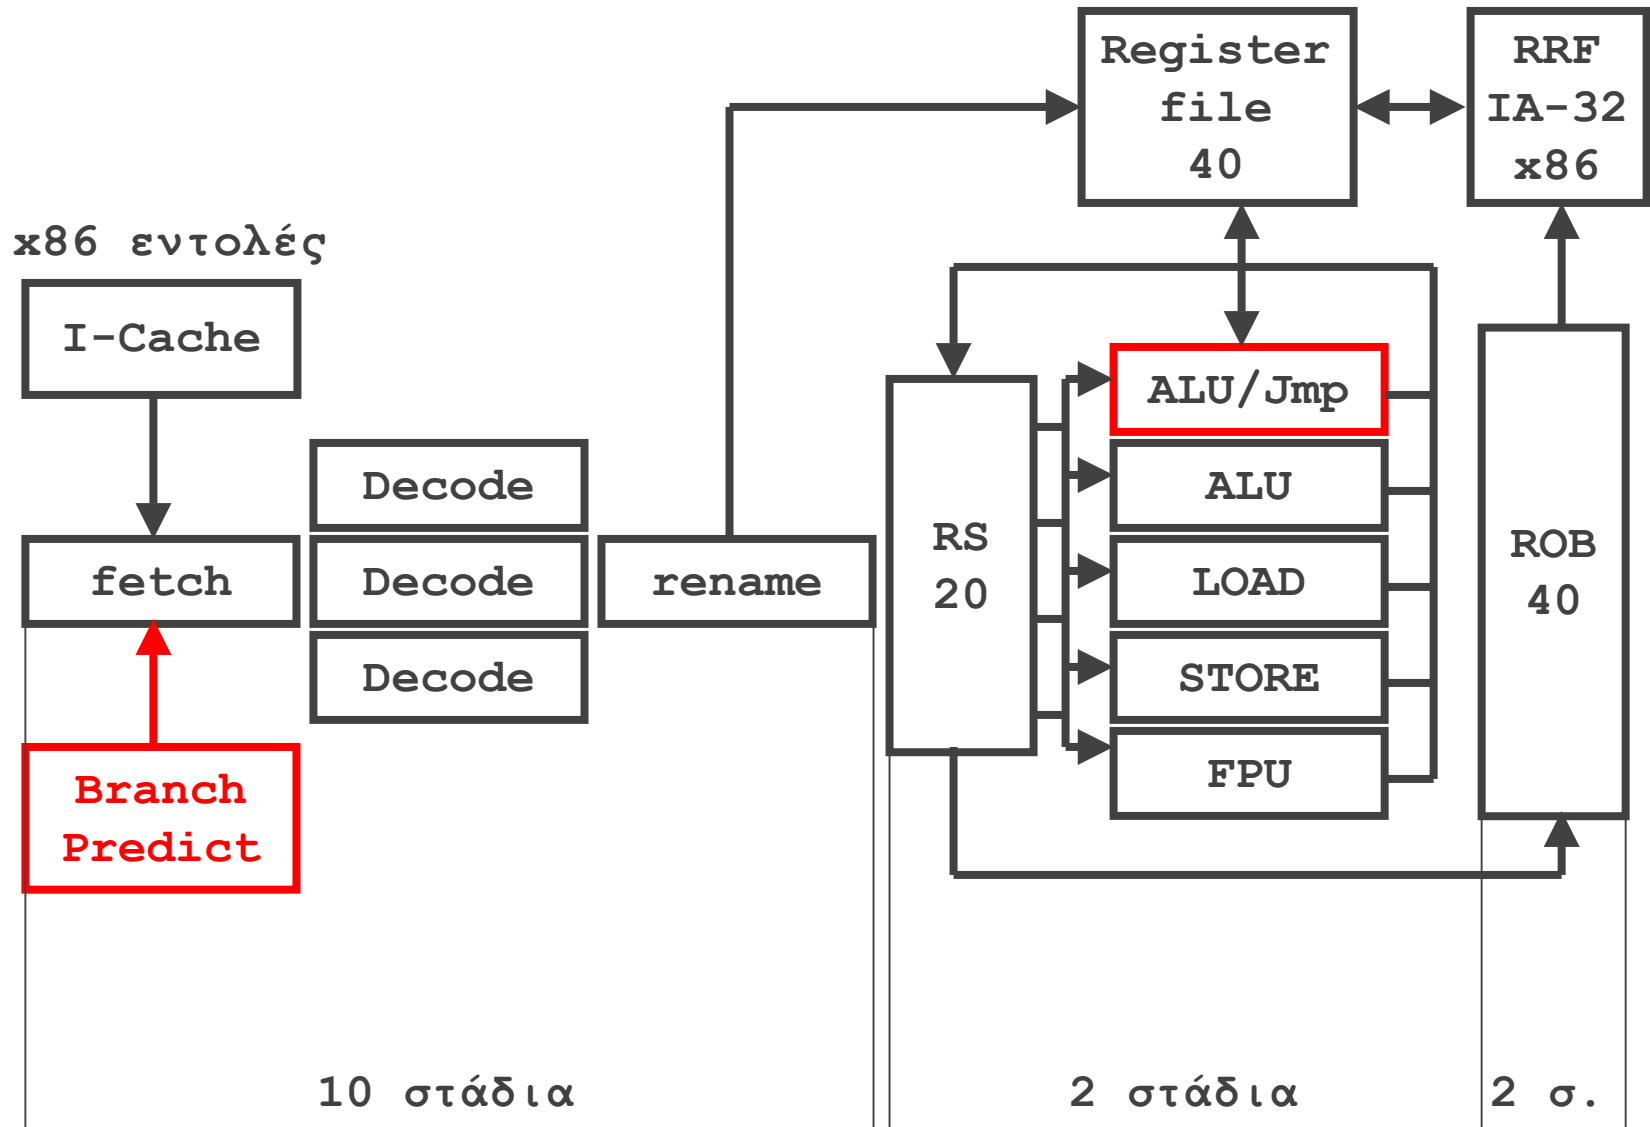 Register
file
40
RRF
IA-32
x86
x86 εντολές
I-Cache
fetch
Branch
Predict
Decode
Decode
Decode
rename
RS
20
ALU/Jmp
ALU
LOAD
STORE
FPU
ROB
40
10 στάδια
2 στάδια
2 σ.